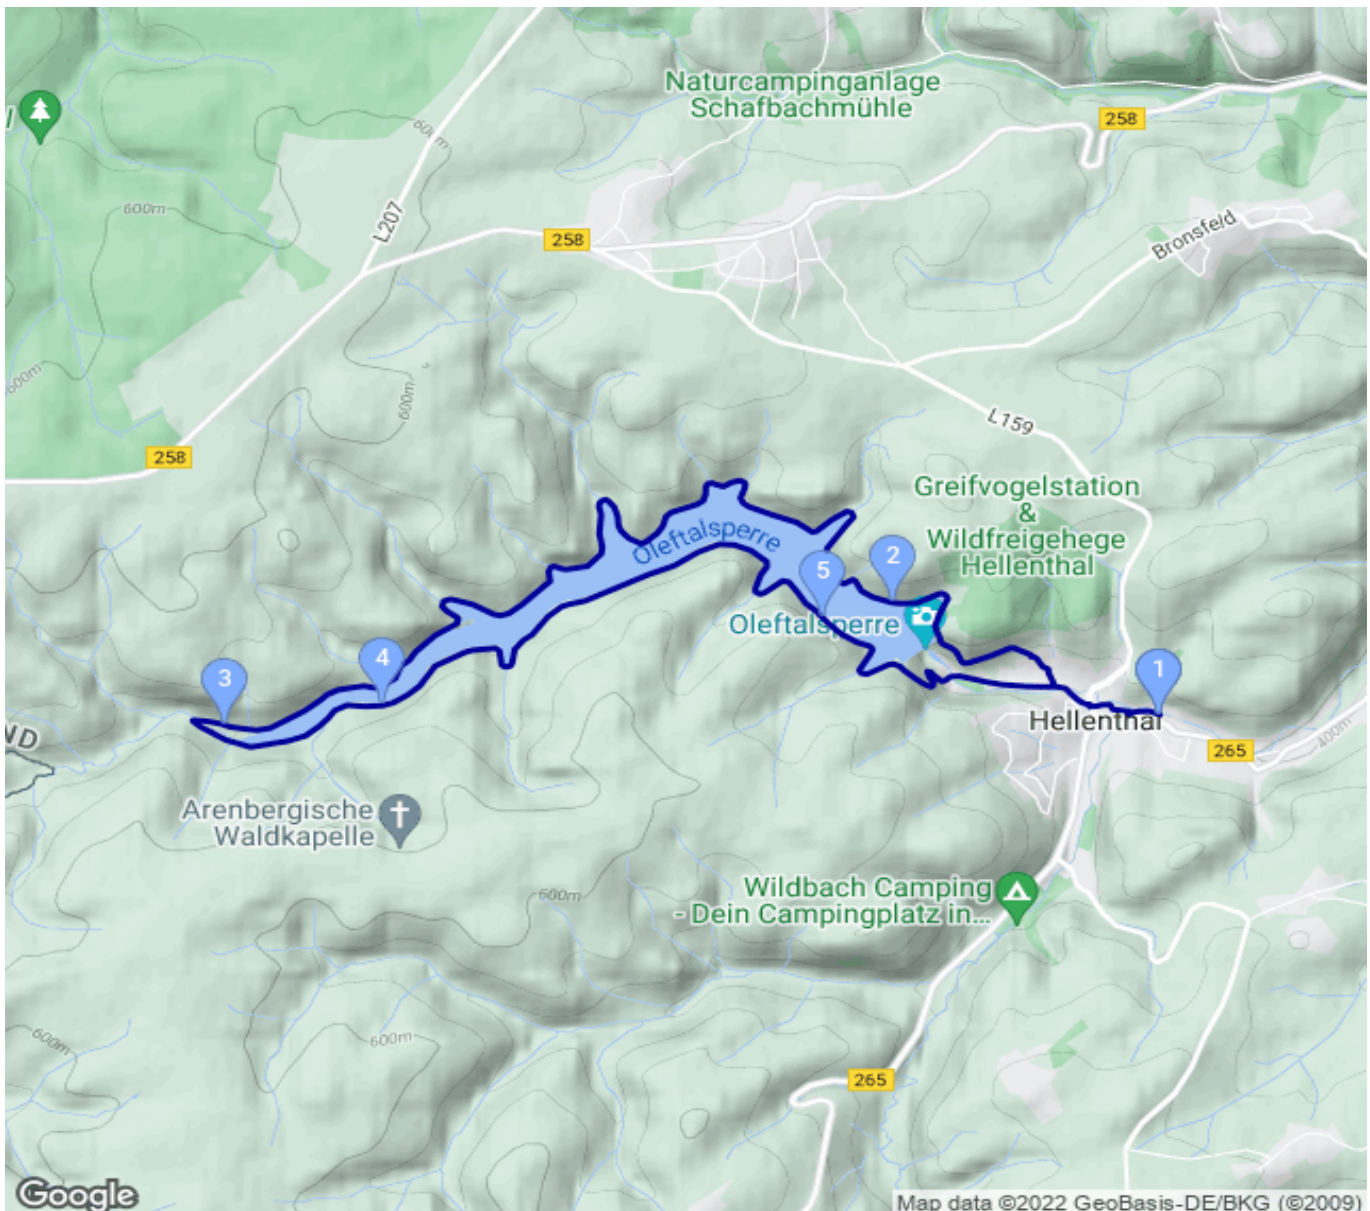 Naturcampinganlage
Schafbachmühle
258
l
600m
600m
L207
258
Bronsfeld
600m
600m
L159
258
Greifvogelstation
&
Wildfreigehege
Hellenthal
Oleftalsperre
5
2
Oleftalsperre
4
3
1
Hellenthal
ND
265
400m
Arenbergische
Waldkapelle
Wildbach Camping
- Dein Campingplatz in...
600m
600m
600m
265
Google
Map data ©2022 GeoBasis-DE/BKG (©2009)